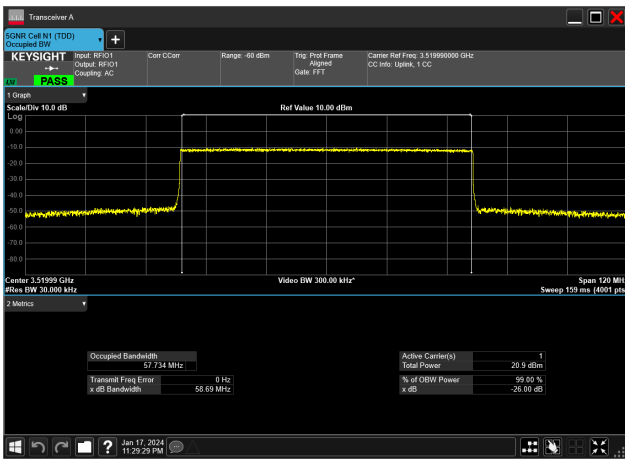 Transceiver A
5GNR Cell N1 (TDD)
Occupied BW
+
KEYSIGHT
LXI
PASS
Input: RFIO1
Output: RFIO1
Coupling: AC
Corr CCorr
Range: -60 dBm
Trig: Prot Frame
Aligned
Gate: FFT
Carrier Ref Freq: 3.519990000 GHz
CC Info: Uplink, 1 CC
1 Graph
Scale/Div 10.0 dB
Ref Value 10.00 dBm
Log
0.00
-10.0
-20.0
-30.0
-40.0
-50.0
-60.0
-70.0
-80.0
Center 3.51999 GHz
Video BW 300.00 kHz*
Span 120 MHz
#Res BW 30.000 kHz
Sweep 159 ms (4001 pts
2 Metrics
Occupied Bandwidth
57.734 MHz
Transmit Freq Error 0 Hz
x dB Bandwidth 58.69 MHz
Active Carrier(s) 1
Total Power 20.9 dBm
% of OBW Power 99.00 %
x dB -26.00 dB
?
Jan 17, 2024
11:29:29 PM